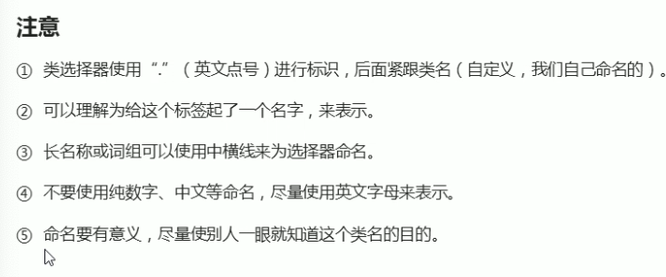 注意
① 类选择器使用“.”（英文点号）进行标识，后面紧跟类名（自定义，我们自己命名的）。
② 可以理解为给这个标签起了一个名字，来表示。
③ 长名称或词组可以使用中横线来为选择器命名。
④ 不要使用纯数字、中文等命名，尽量使用英文字母来表示。
⑤ 命名要有意义，尽量使别人一眼就知道这个类名的目的。